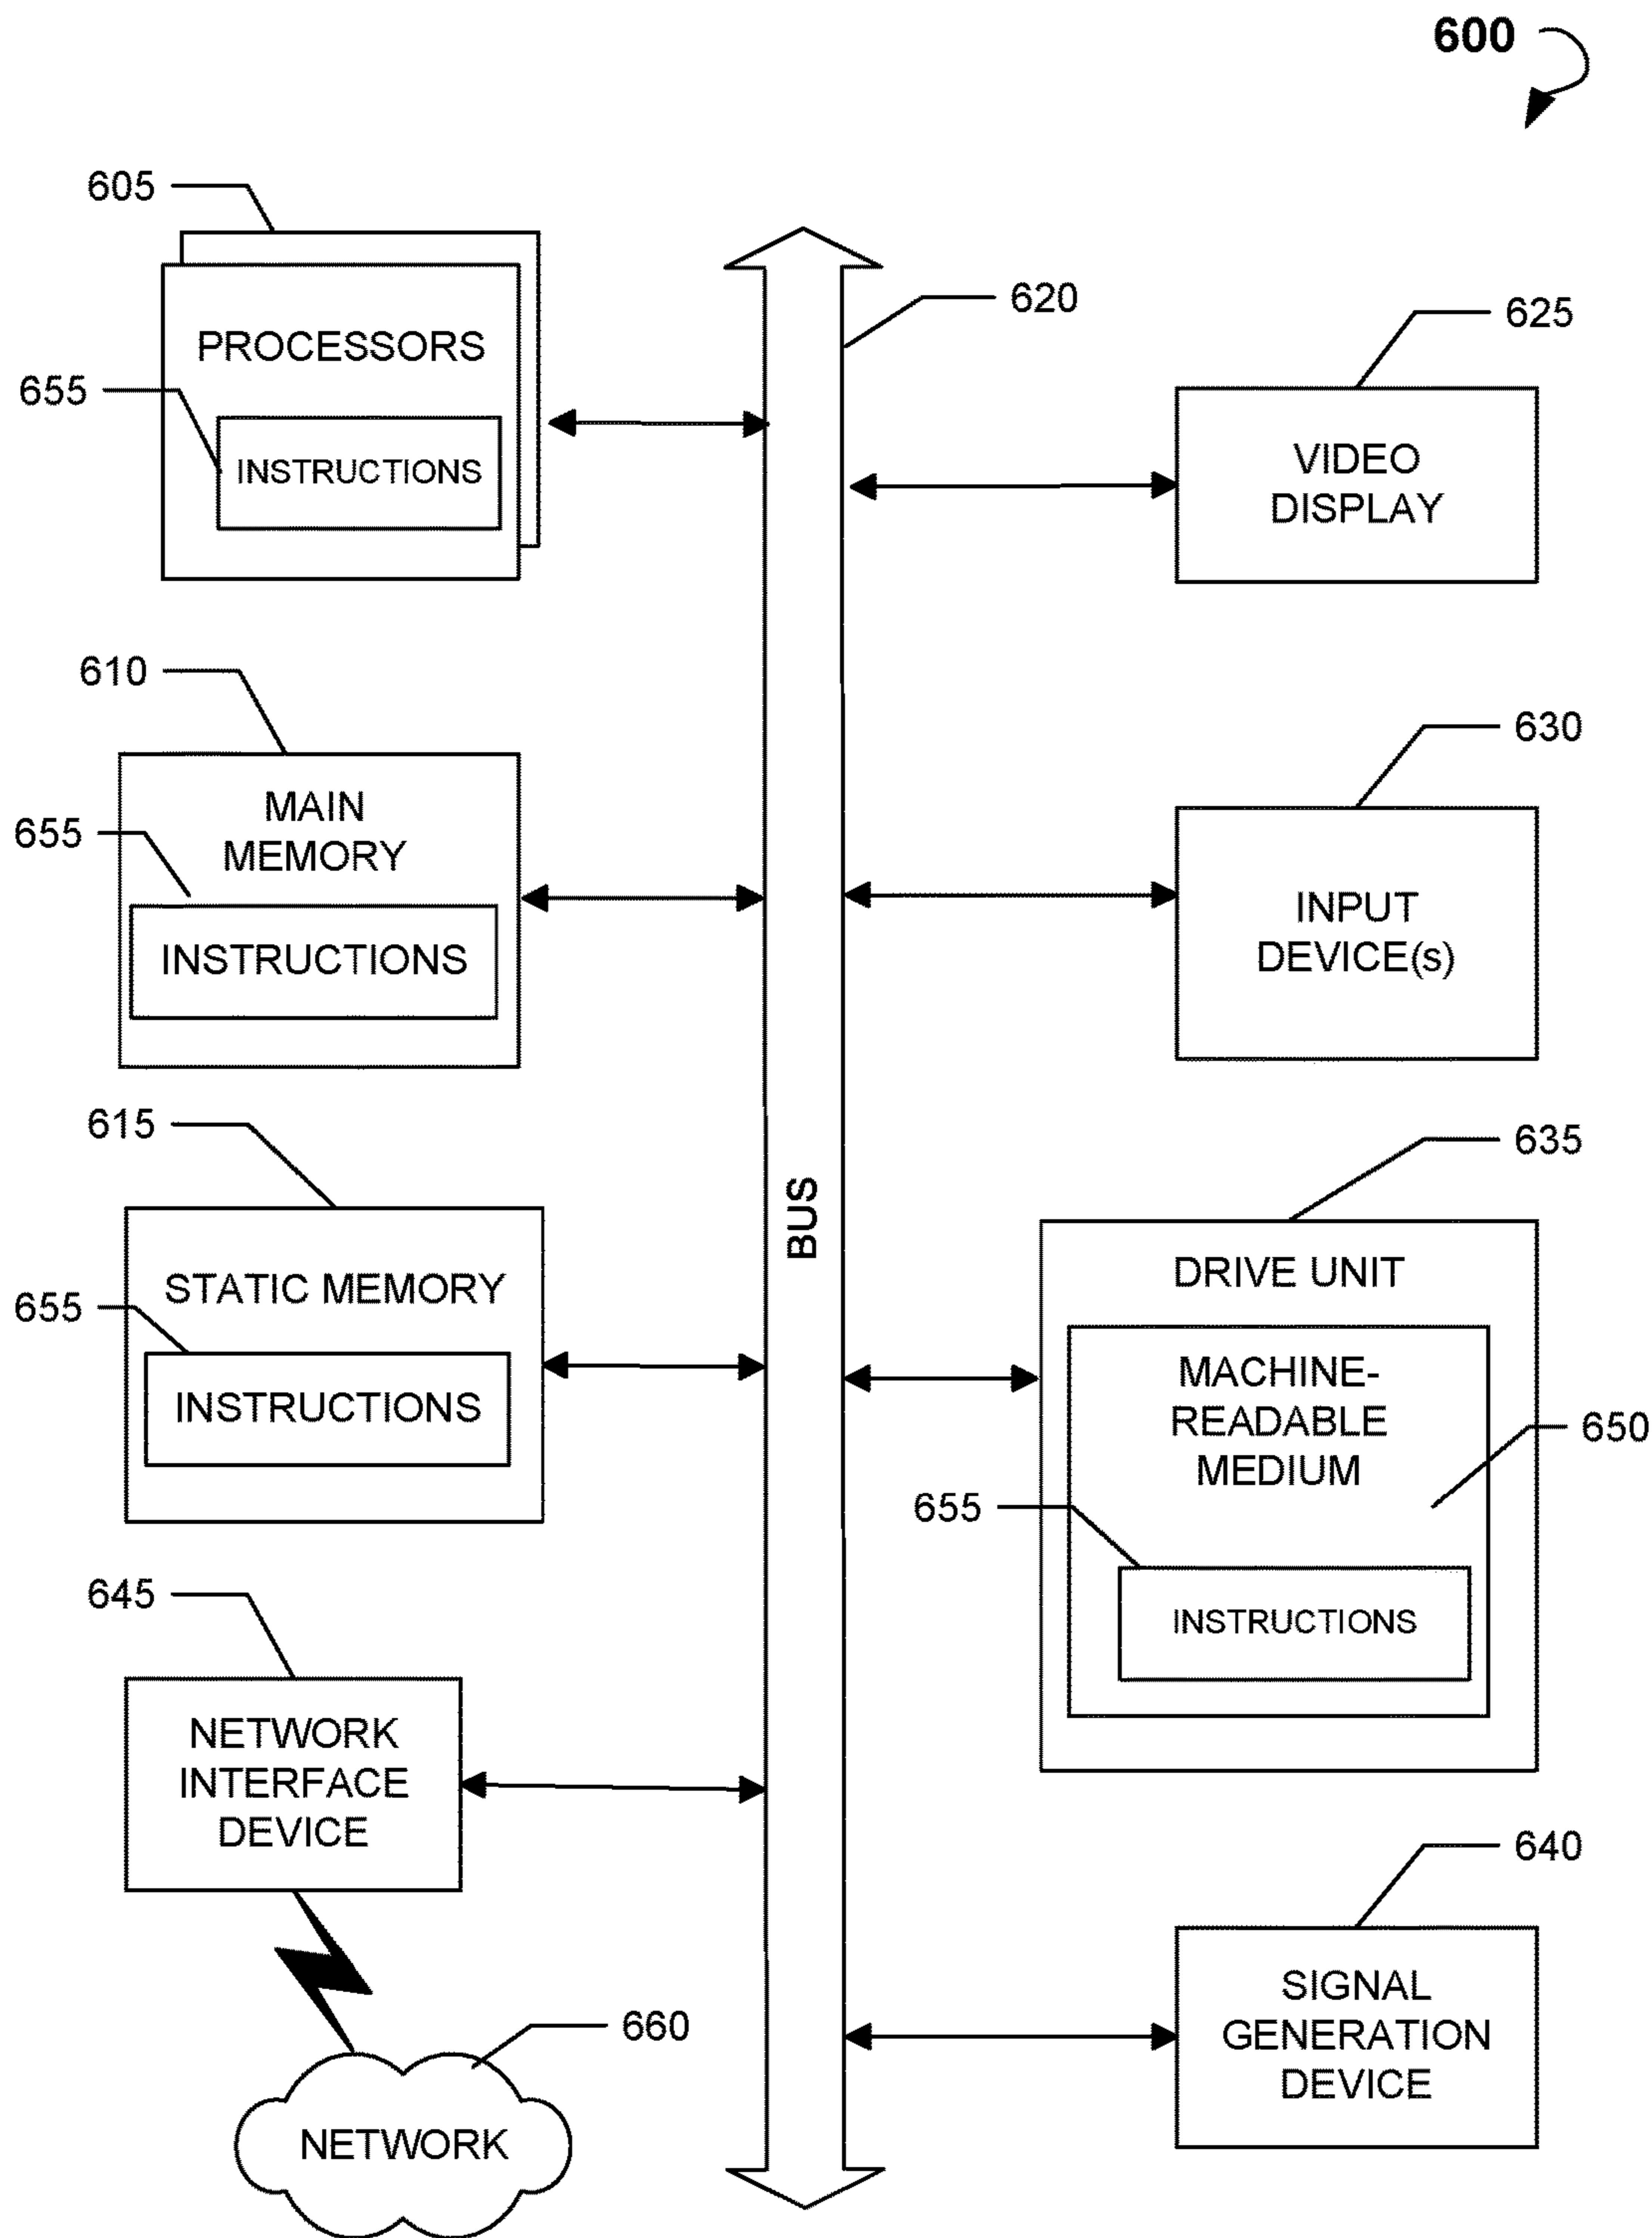 600
605
PROCESSORS
655
INSTRUCTIONS
610
MAIN
MEMORY
655
INSTRUCTIONS
615
STATIC MEMORY
655
INSTRUCTIONS
645
NETWORK
INTERFACE
DEVICE
660
NETWORK
620
BUS
625
VIDEO
DISPLAY
630
INPUT
DEVICE(s)
635
DRIVE UNIT
MACHINE-
READABLE
MEDIUM
650
655
INSTRUCTIONS
640
SIGNAL
GENERATION
DEVICE